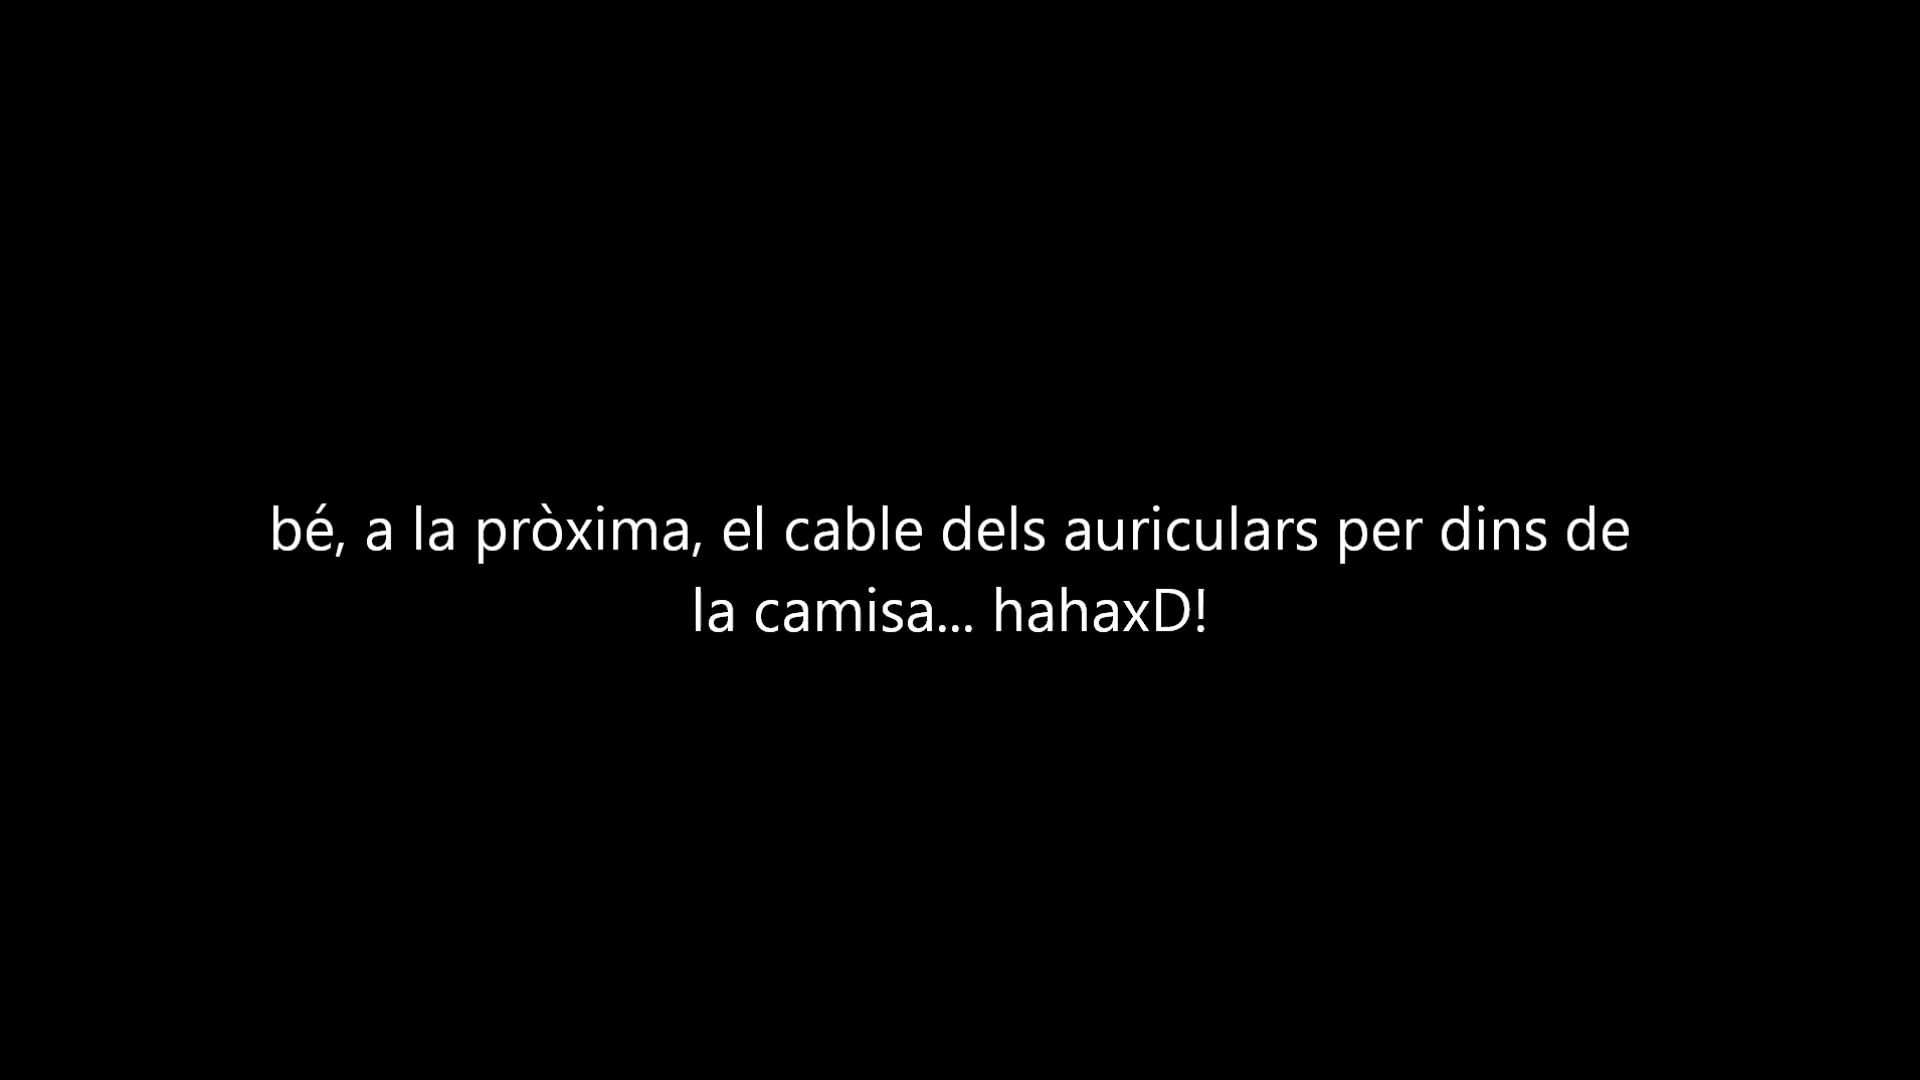 bé, a la pròxima, el cable dels auriculars per dins de
la camisa... hahaxD!